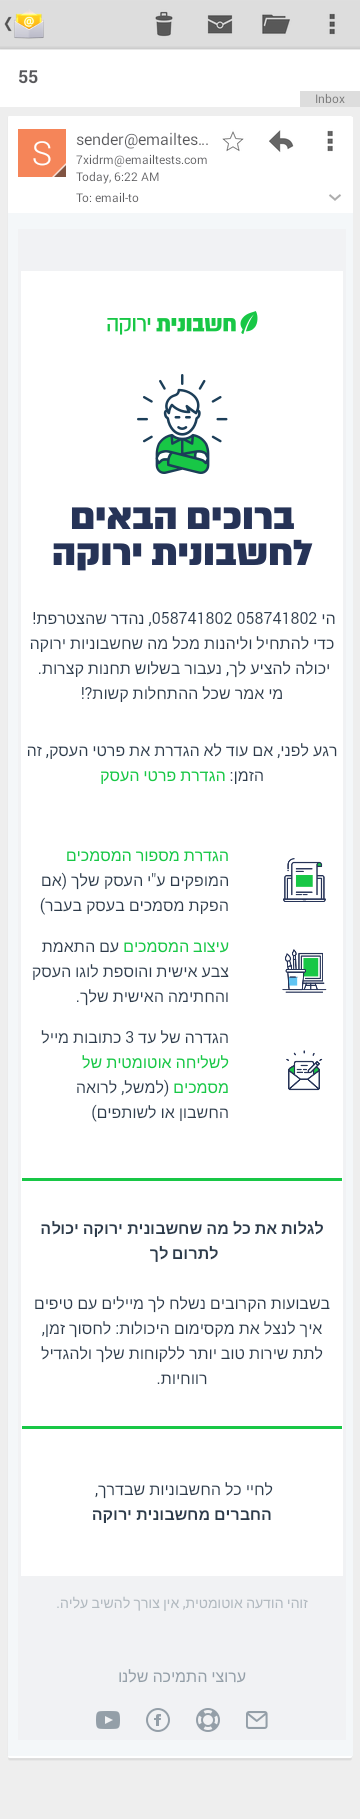 55
Inbox
S
sender@emailtes...
7xidrm@emailtests.com
Today, 6:22 AM
To: email-to
חשבונית ירוקה
ברוכים הבאים
לחשבונית ירוקה
הי 058741802 058741802, נהדר שהצטרפת!
כדי להתחיל וליהנות מכל מה שחשבוניות ירוקה
יכולה להציע לך, נעבור בשלוש תחנות קצרות.
מי אמר שכל ההתחלות קשות?!
רגע לפני, אם עוד לא הגדרת את פרטי העסק, זה
הזמן: הגדרת פרטי העסק
הגדרת מספור המסמכים
המופקים ע"י העסק שלך (אם
הפקת מסמכים בעסק בעבר)
עיצוב המסמכים עם התאמת
צבע אישית והוספת לוגו העסק
והחתימה האישית שלך.
הגדרה של עד 3 כתובות מייל
לשליחה אוטומטית של
מסמכים (למשל, לרואה
החשבון או לשותפים)
לגלות את כל מה שחשבונית ירוקה יכולה
לתרום לך
בשבועות הקרובים נשלח לך מיילים עם טיפים
איך לנצל את מקסימום היכולות: לחסוך זמן,
לתת שירות טוב יותר ללקוחות שלך ולהגדיל
רווחיות.
לחיי כל החשבוניות שבדרך,
החברים מחשבונית ירוקה
זוהי הודעה אוטומטית, אין צורך להשיב עליה.
ערוצי התמיכה שלנו